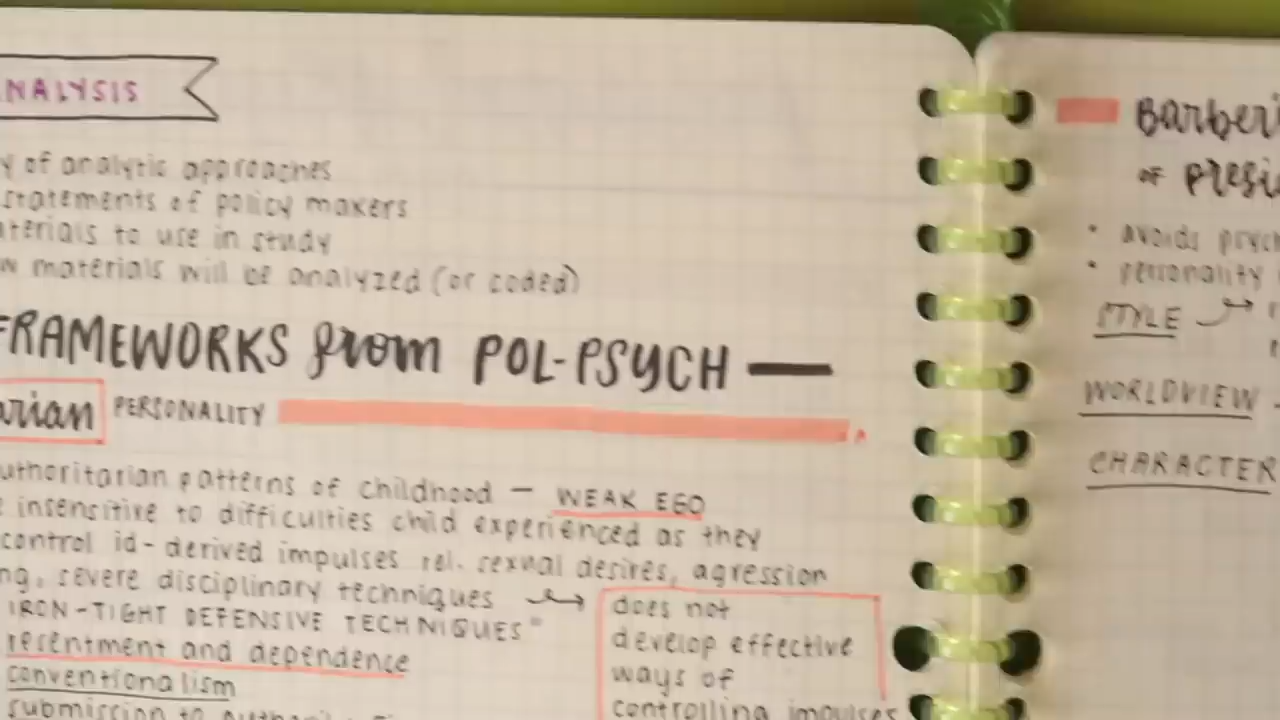 NALYSIS
y of analytic approaches
statements of policy makers
aterials to use in study
w materials will be analyzed (or coded)
FRAMEWORKS from POL-PSYCH —
arian PERSONALITY
uthoritarian patterns of childhood — WEAK EGO
e insensitive to difficulties child experienced as they
control id-derived impulses rel. sexual desires, agression
ng, severe disciplinary techniques →
IRON-TIGHT DEFENSIVE TECHNIQUES"
resentment and dependence
conventionalism
submission to
does not
develop effective
ways of
controlling impulses
Barberi
of presi
• avoids psych
• personality
STYLE →
WORLDVIEW -
CHARACTER